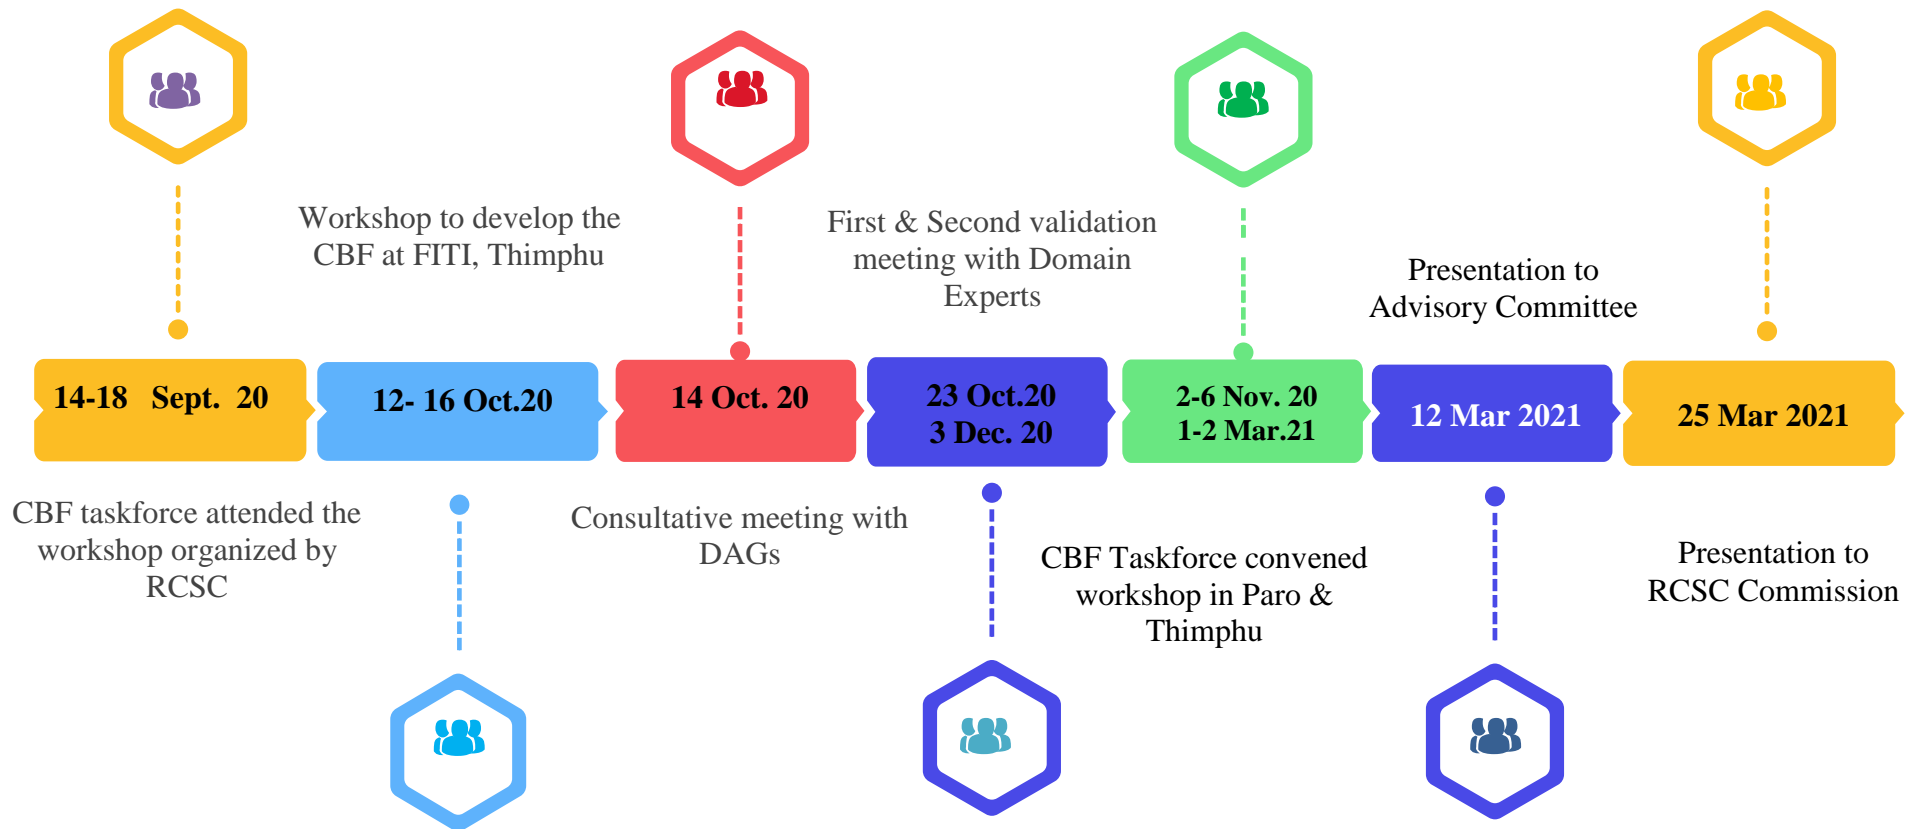 Workshop to develop the
CBF at FITI, Thimphu
First & Second validation
meeting with Domain
Experts
Presentation to
Advisory Committee
14-18 Sept. 20
12- 16 Oct.20
14 Oct. 20
23 Oct.20
3 Dec. 20
2-6 Nov. 20
1-2 Mar.21
12 Mar 2021
25 Mar 2021
CBF taskforce attended the
workshop organized by
RCSC
Consultative meeting with
DAGs
CBF Taskforce convened
workshop in Paro &
Thimphu
Presentation to
RCSC Commission